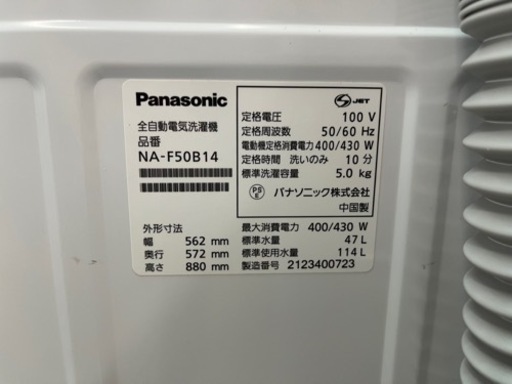 Panasonic
全自動電気洗濯機
品番
NA-F50B14
外形寸法
幅 562 mm
奥行 572 mm
高さ 880 mm
S JET
定格電圧 100 V
定格周波数 50/60 Hz
電動機定格消費電力 400/430 W
定格時間 洗いのみ 10 分
標準洗濯容量 5.0 kg
PS E パナソニック株式会社
中国製
最大消費電力 400/430 W
標準水量 47 L
標準使用水量 114 L
製造番号 2123400723